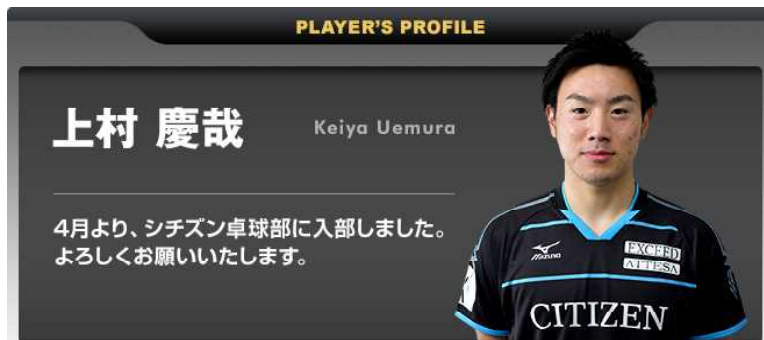 PLAYER'S PROFILE
上村 慶哉
Keiya Uemura
4月より、シチズン卓球部に入部しました。
よろしくお願いいたします。
Mizuno
EXCEED
ATTESA
CITIZEN